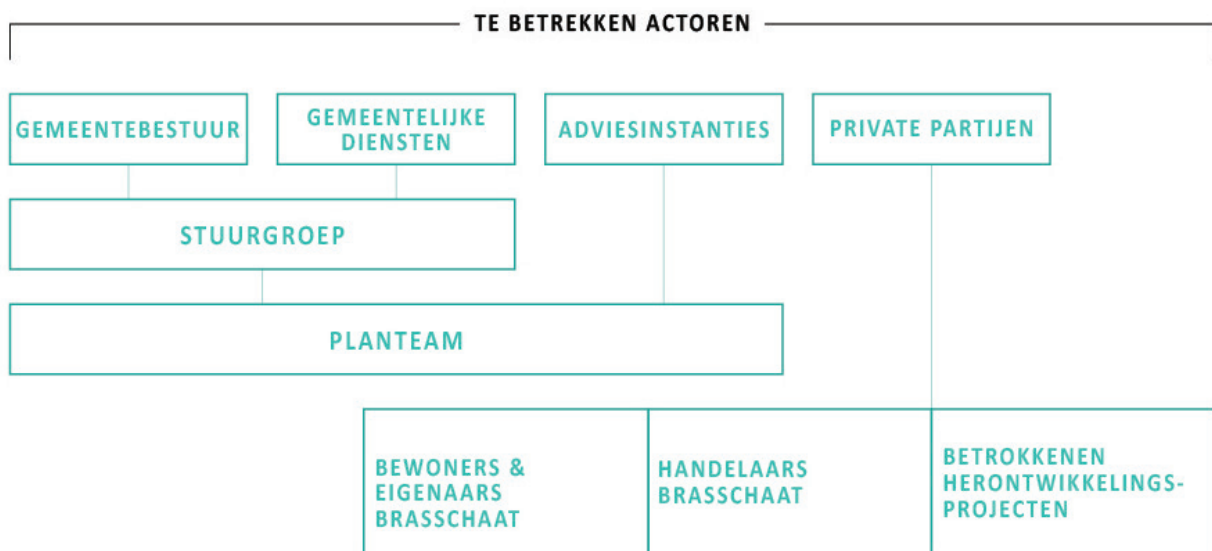 TE BETREKKEN ACTOREN
GEMEENTEBESTUUR
GEMEENTELIJKE
DIENSTEN
ADVIESINSTANTIES
PRIVATE PARTIJEN
STUURGROEP
PLANTEAM
BEWONERS &
EIGENAARS
BRASSCHAAT
HANDELAARS
BRASSCHAAT
BETROKKENEN
HERONTWIKKELINGS-
PROJECTEN